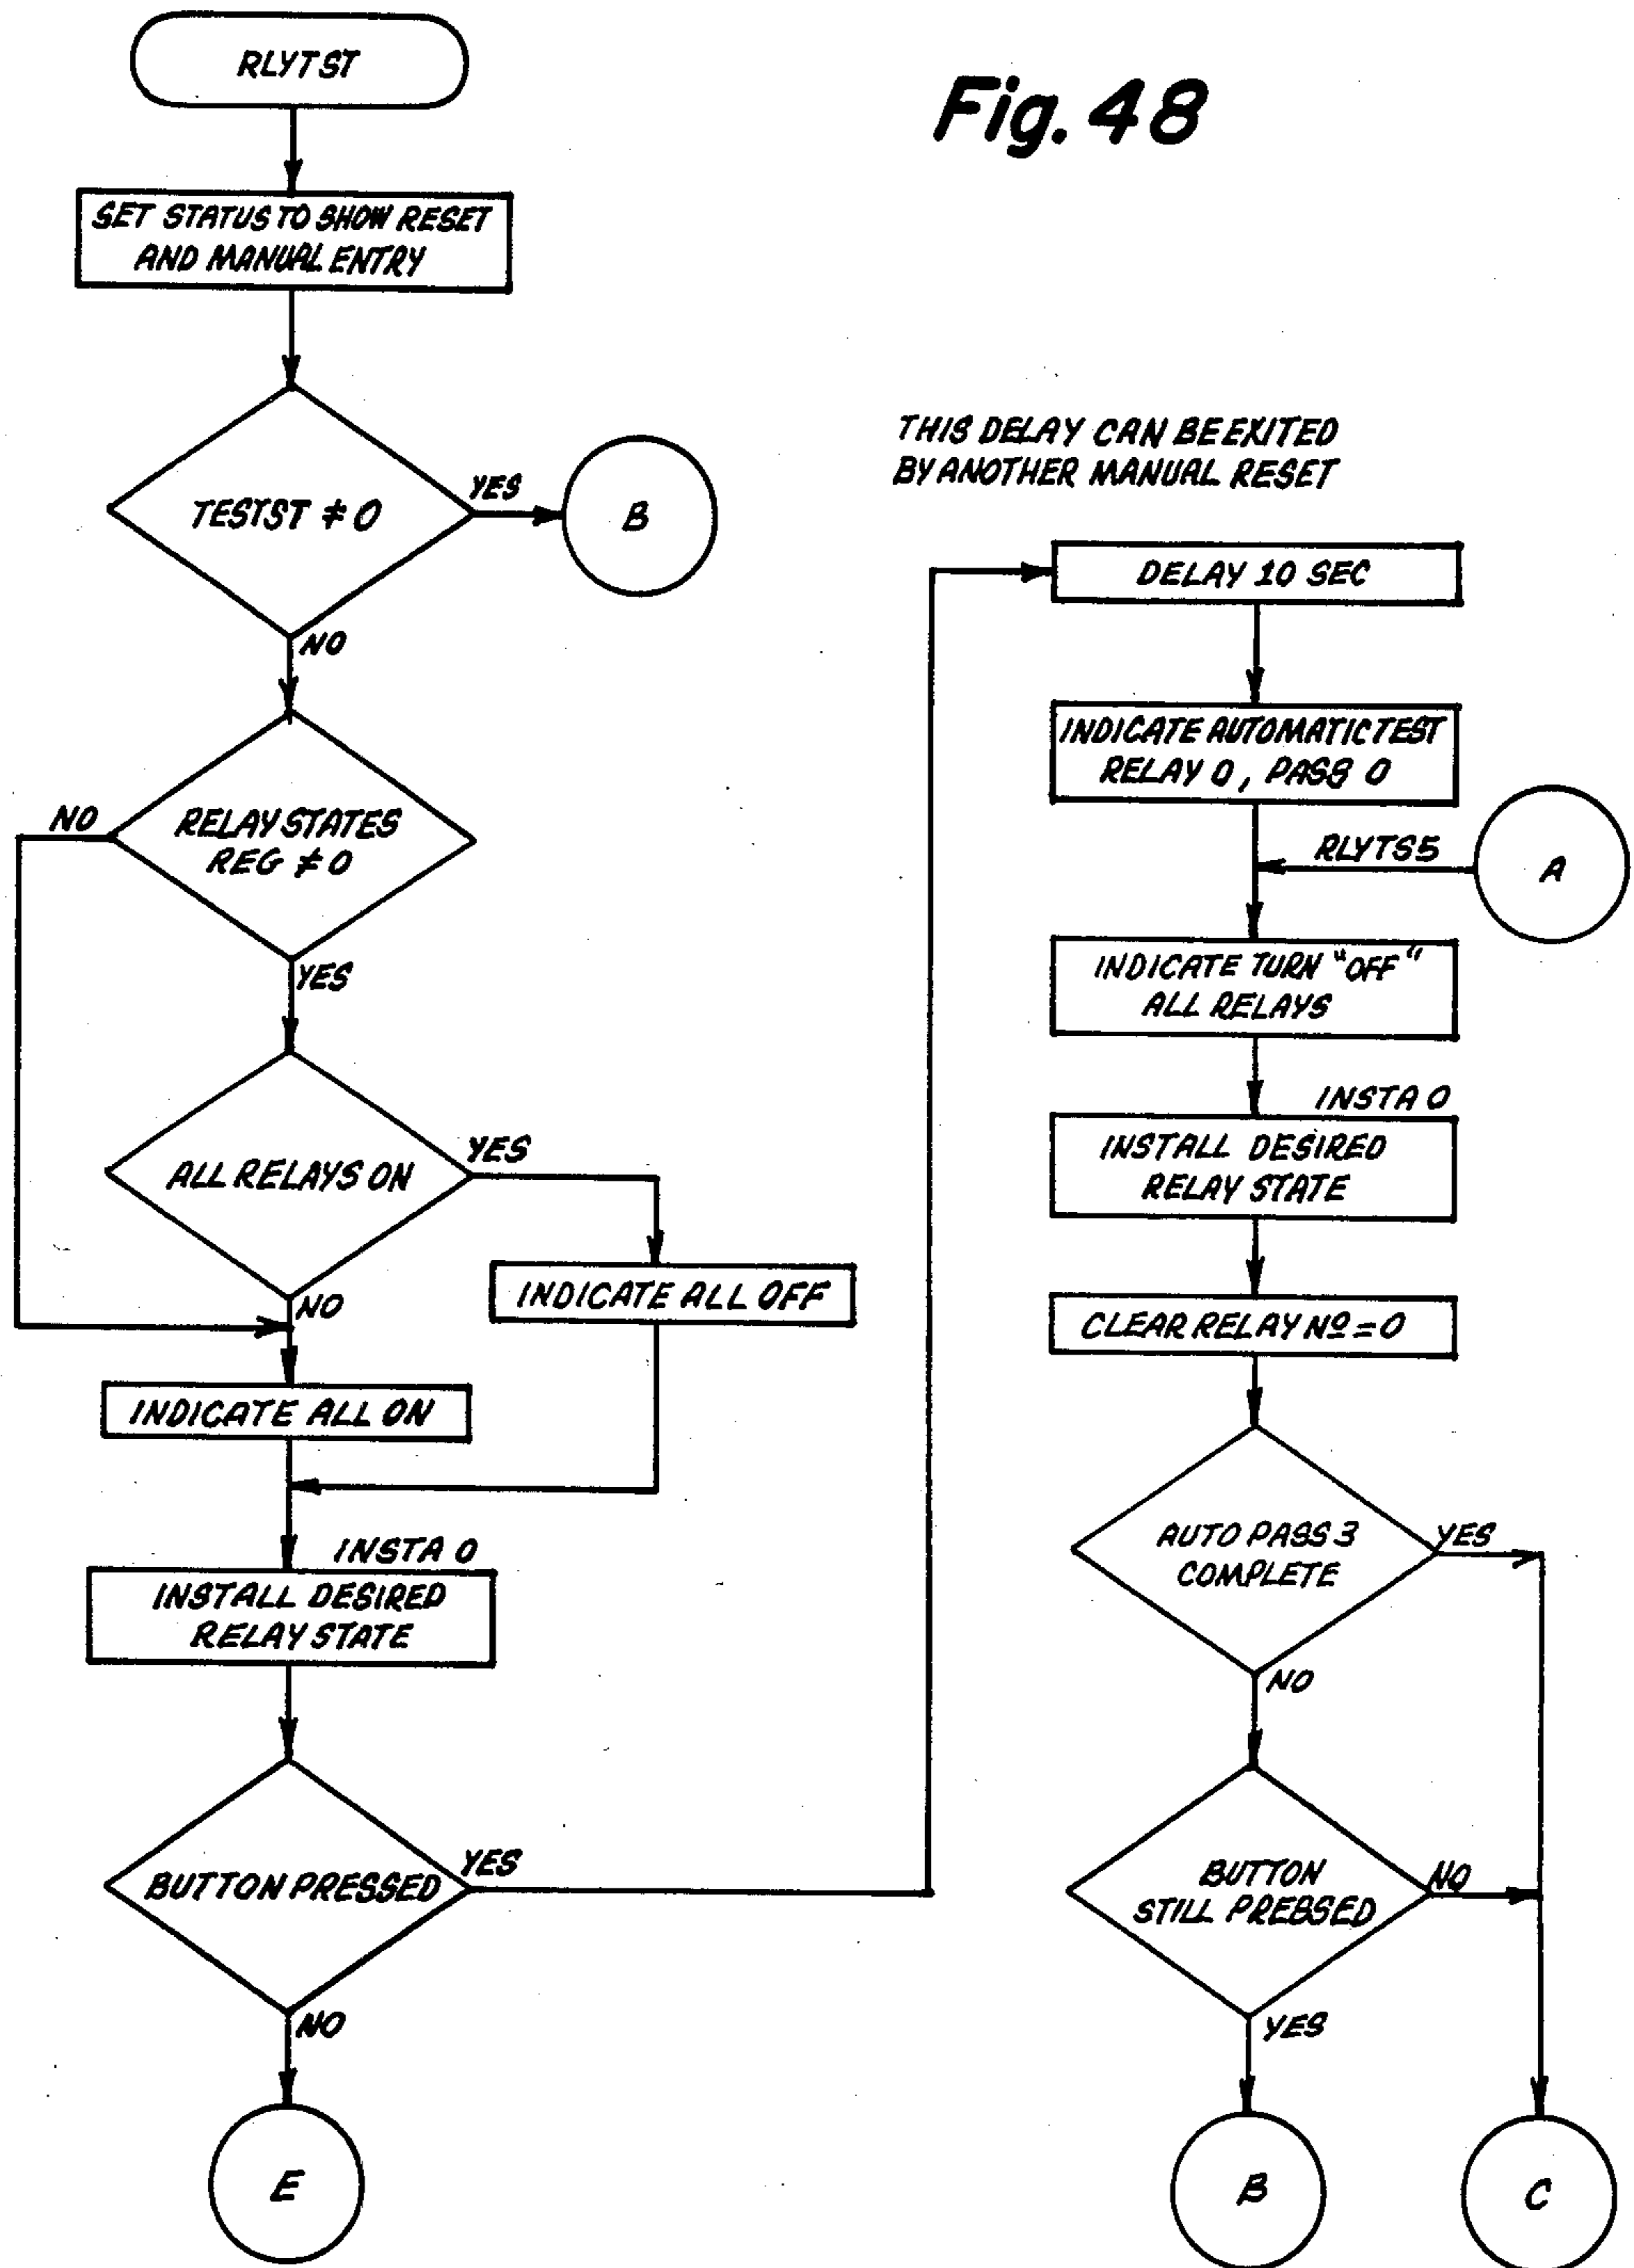 RLYTST
Fig. 48
SET STATUS TO SHOW RESET
AND MANUAL ENTRY
TESTST ≠ 0
YES
B
NO
RELAY STATES
REG ≠ 0
NO
YES
ALL RELAYS ON
YES
INDICATE ALL OFF
NO
INDICATE ALL ON
INSTA 0
INSTALL DESIRED
RELAY STATE
BUTTON PRESSED
YES
NO
E
THIS DELAY CAN BE EXITED
BY ANOTHER MANUAL RESET
DELAY 10 SEC
INDICATE AUTOMATIC TEST
RELAY 0, PASS 0
RLYTS5
A
INDICATE TURN "OFF"
ALL RELAYS
INSTA 0
INSTALL DESIRED
RELAY STATE
CLEAR RELAY Nº = 0
AUTO PASS 3
COMPLETE
YES
NO
BUTTON
STILL PRESSED
NO
YES
B
C